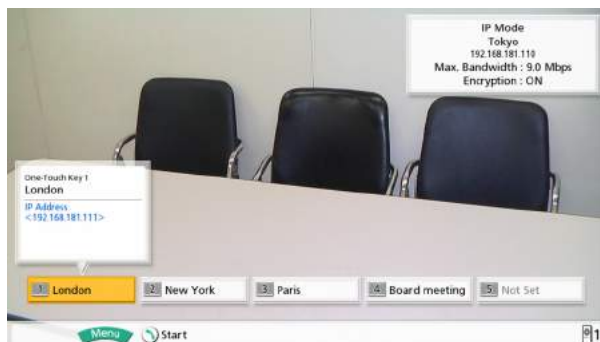 IP Mode
Tokyo
192.168.181.110
Max. Bandwidth : 9.0 Mbps
Encryption : ON
One-Touch Key 1
London
IP Address
<192.168.181.111>
1 London
2 New York
3 Paris
4 Board meeting
5 Not Set
Menu
Start
1